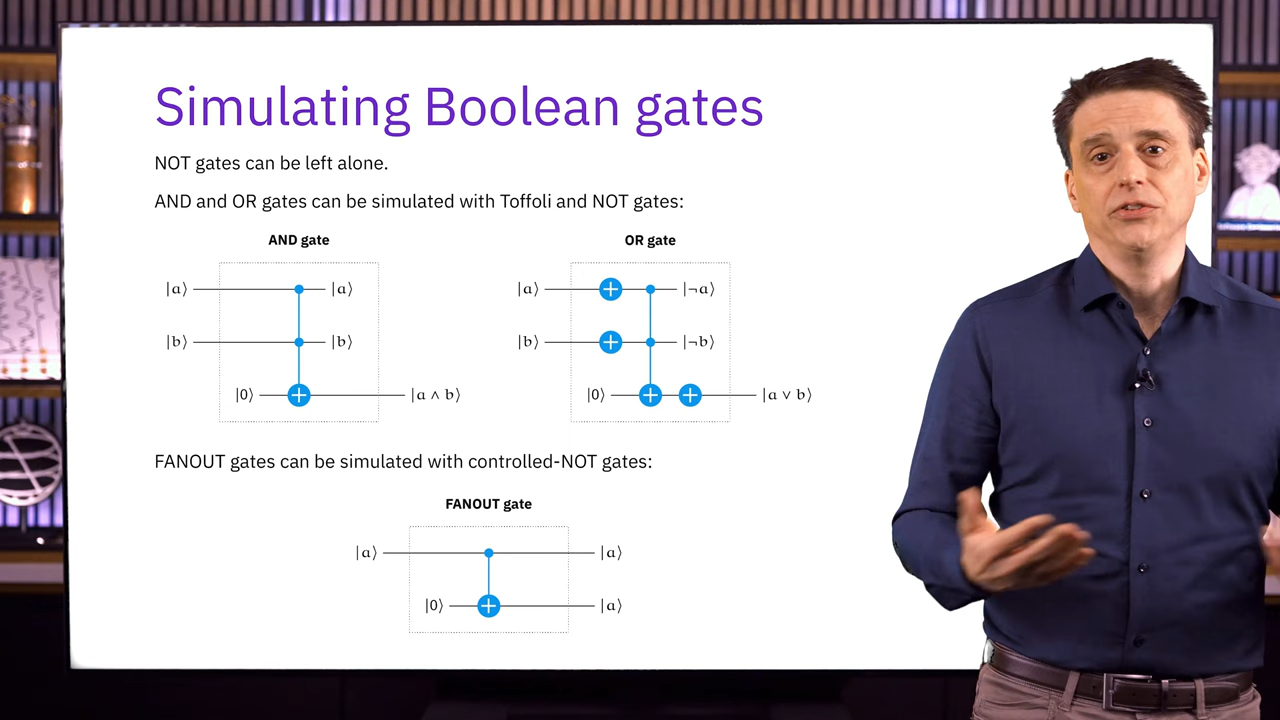 Simulating Boolean gates
NOT gates can be left alone.
AND and OR gates can be simulated with Toffoli and NOT gates:
AND gate
|a⟩ |a⟩
|b⟩ |b⟩
|0⟩ |a ∧ b⟩
OR gate
|a⟩ |¬a⟩
|b⟩ |¬b⟩
|0⟩ |a ∨ b⟩
FANOUT gates can be simulated with controlled-NOT gates:
FANOUT gate
|a⟩ |a⟩
|0⟩ |a⟩